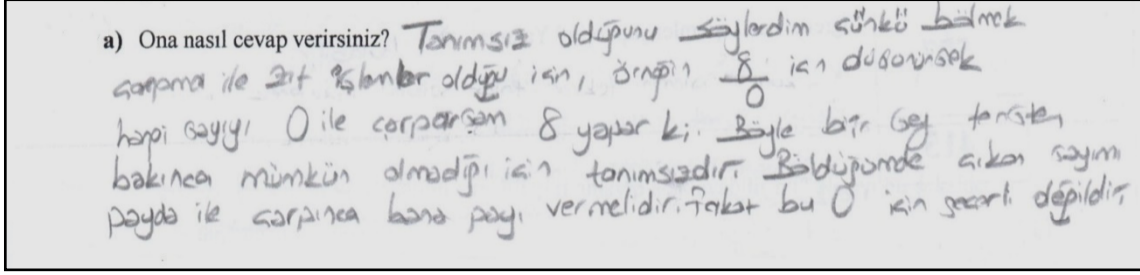 a) Ona nasıl cevap verirsiniz? Tanımsız olduğunu söylerdim çünkü bölmek
çarpma ile zıt işlemler olduğu için, örneğin 8/0 için düşünürsek
hangi sayıyı 0 ile çarparsam 8 yapar ki. Böyle bir şey tersten
bakınca mümkün olmadığı için tanımsızdır. Böldüğümde çıkan sayımı
payda ile çarpınca bana payı vermelidir. Fakat bu 0 için geçerli değildir.